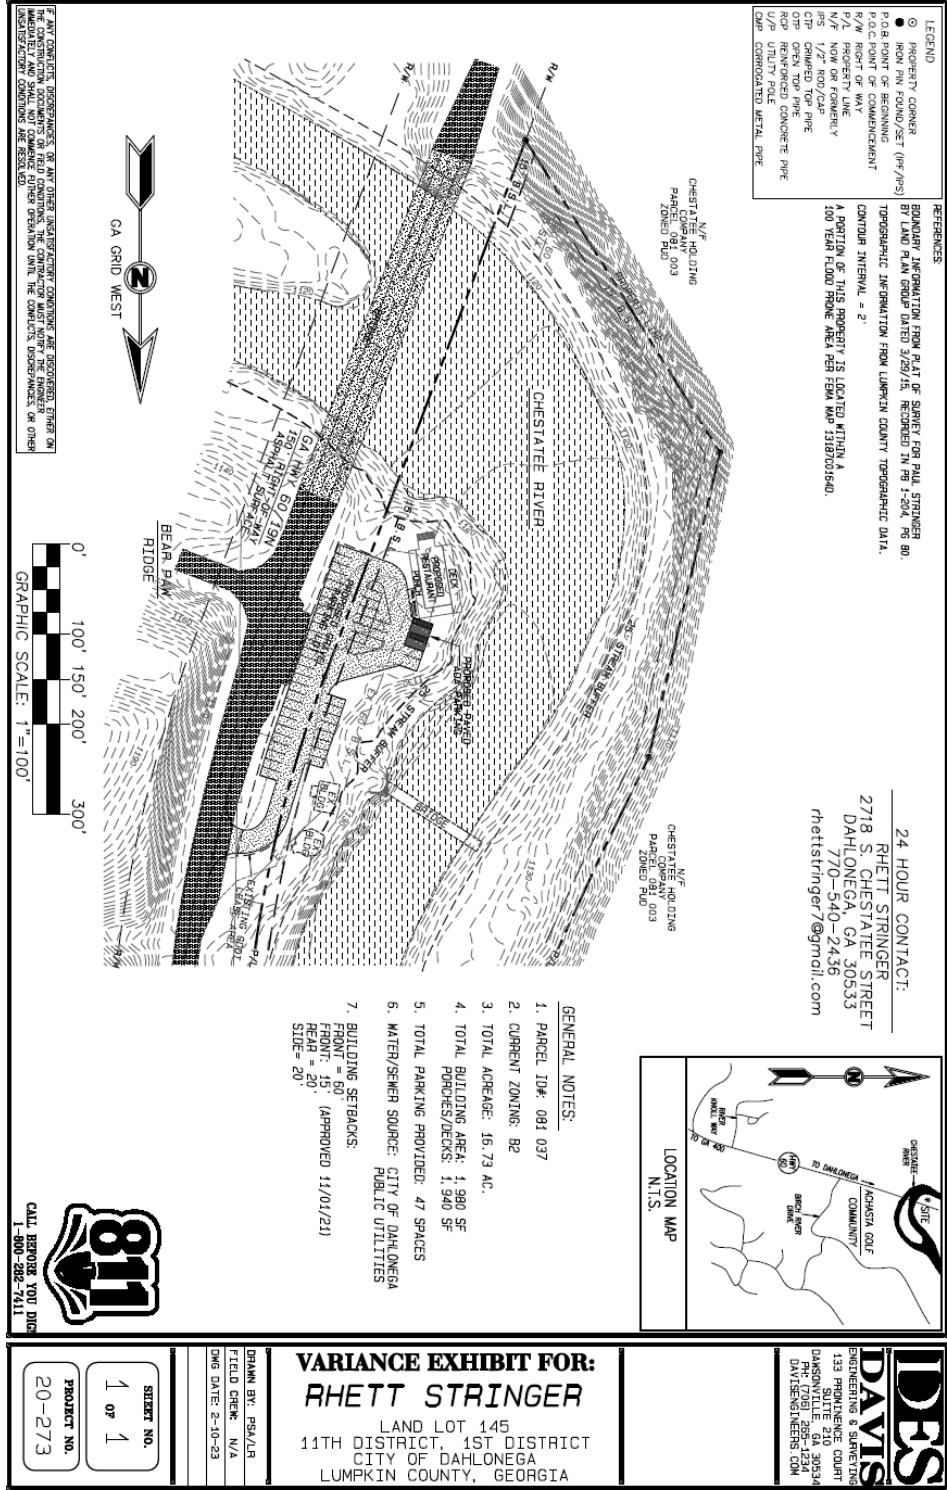 LEGEND
PROPERTY CORNER
IRON PIN FOUND/SET (IPF/IPS)
P.O.B. POINT OF BEGINNING
P.O.C. POINT OF COMMENCEMENT
R/W RIGHT OF WAY
P/L PROPERTY LINE
N/F NOW OR FORMERLY
IPS 1/2" ROD/CAP
CTP CRIMPED TOP PIPE
OTP OPEN TOP PIPE
RCP REINFORCED CONCRETE PIPE
U/P UTILITY POLE
CMP CORROGATED METAL PIPE
REFERENCES:
BOUNDARY INFORMATION FROM PLAT OF SURVEY FOR PAUL STRINGER
BY LAND PLAN GROUP DATED 3/29/15, RECORDED IN PB 1-204, PG 80.
TOPOGRAPHIC INFORMATION FROM LUMPKIN COUNTY TOPOGRAPHIC DATA.
CONTOUR INTERVAL = 2'
A PORTION OF THIS PROPERTY IS LOCATED WITHIN A
100 YEAR FLOOD PRONE AREA PER FEMA MAP 13187C0164D.
24 HOUR CONTACT:
RHETT STRINGER
2718 S. CHESTATEE STREET
DAHLONEGA, GA 30533
770-540-2436
rhettstringer7@gmail.com
N/F
CHESTATEE HOLDING
COMPANY
PARCEL 081 003
ZONED PUD
N/F
CHESTATEE HOLDING
COMPANY
PARCEL 081 003
ZONED PUD
R/W
R/W
CHESTATEE RIVER
STREAM BUFFER
STREAM BUFFER
BRIDGE
DECK
PROPOSED
RESTAURANT
PORCH
PROPOSED PAVED
ADA PARKING
EX.
BLDG
EX.
BLDG
P/L
P/L
R/W
GA HWY 60 19N
150' RIGHT-OF-WAY
ASPHALT SURFACE
BEAR PAW
RIDGE
1140
1160
1190
1130
GA GRID WEST
N
0' 100' 150' 200' 300'
GRAPHIC SCALE: 1"=100'
IF ANY CONFLICTS, DISCREPANCIES, OR ANY OTHER UNSATISFACTORY CONDITIONS ARE DISCOVERED, EITHER ON
THE CONSTRUCTION DOCUMENTS OR FIELD CONDITIONS, THE CONTRACTOR MUST NOTIFY THE ENGINEER
IMMEDIATELY AND SHALL NOT COMMENCE FUTHER OPERATION UNTIL THE CONFLICTS, DISCREPANCIES, OR OTHER
UNSATISFACTORY CONDITIONS ARE RESOLVED.
GENERAL NOTES:
1. PARCEL ID#: 081 037
2. CURRENT ZONING: B2
3. TOTAL ACREAGE: 16.73 AC.
4. TOTAL BUILDING AREA: 1,980 SF
PORCHES/DECKS: 1,940 SF
5. TOTAL PARKING PROVIDED: 47 SPACES
6. WATER/SEWER SOURCE: CITY OF DAHLONEGA
PUBLIC UTILITIES
7. BUILDING SETBACKS:
FRONT = 60'
FRONT: 15' (APPROVED 11/01/21)
REAR = 20'
SIDE= 20'
N
CHESTATEE
RIVER
SITE
RIVER
KNOLL WAY
TO GA 400
HWY
60
TO DAHLONEGA
ACHASTA GOLF
COMMUNITY
BIRCH RIVER
DRIVE
LOCATION MAP
N.T.S.
811
CALL BEFORE YOU DIG!
1-800-282-7411
IDES
DAVIS
ENGINEERING & SURVEYING
133 PROMINENCE COURT
SUITE 210
DAWSONVILLE, GA 30534
PH: (706) 265-1234
DAVISENGINEERS.COM
VARIANCE EXHIBIT FOR:
RHETT STRINGER
LAND LOT 145
11TH DISTRICT, 1ST DISTRICT
CITY OF DAHLONEGA
LUMPKIN COUNTY, GEORGIA
DRAWN BY: PSA/LR
FIELD CREW: N/A
DWG DATE: 2-10-23
SHEET NO.
1 OF 1
PROJECT NO.
20-273